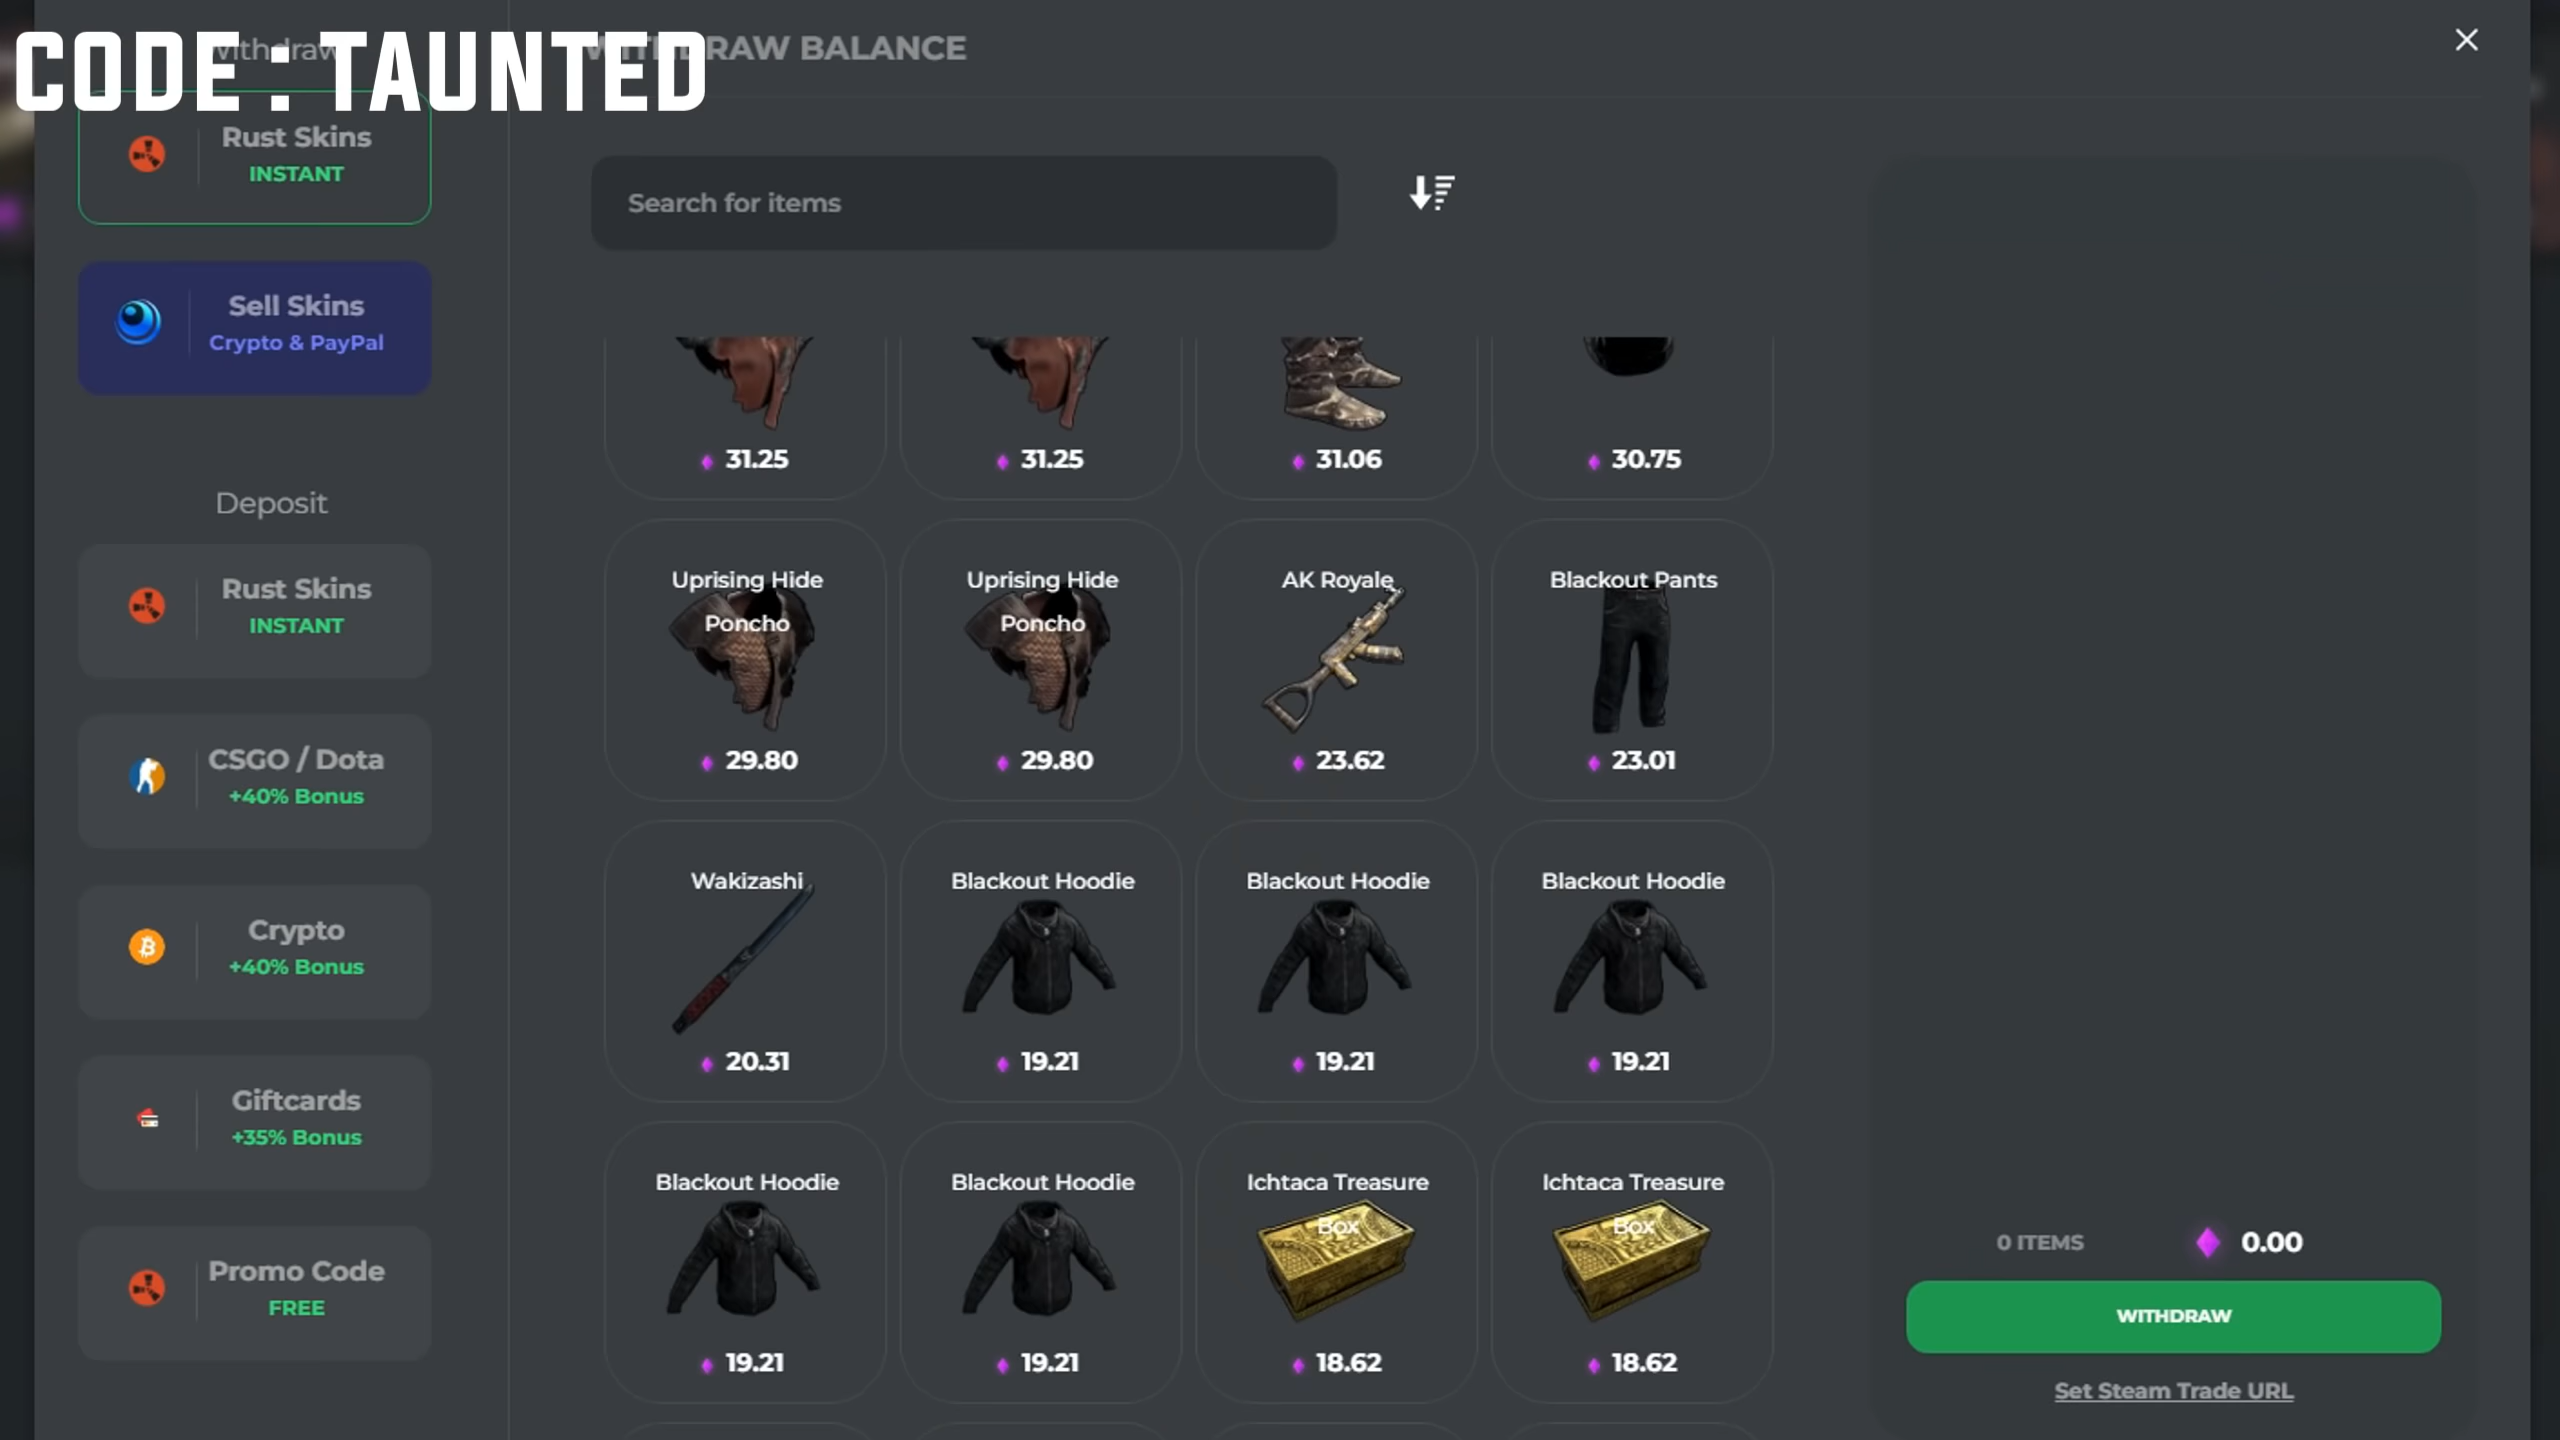 CODE : TAUNTED
Withdraw
WITHDRAW BALANCE
Rust Skins
INSTANT
Sell Skins
Crypto & PayPal
Deposit
Rust Skins
INSTANT
CSGO / Dota
+40% Bonus
Crypto
+40% Bonus
Giftcards
+35% Bonus
Promo Code
FREE
Search for items
31.25
31.25
31.06
30.75
Uprising Hide
Poncho
29.80
Uprising Hide
Poncho
29.80
AK Royale
23.62
Blackout Pants
23.01
Wakizashi
20.31
Blackout Hoodie
19.21
Blackout Hoodie
19.21
Blackout Hoodie
19.21
Blackout Hoodie
19.21
Blackout Hoodie
19.21
Ichtaca Treasure
Box
18.62
Ichtaca Treasure
Box
18.62
0 ITEMS
0.00
WITHDRAW
Set Steam Trade URL